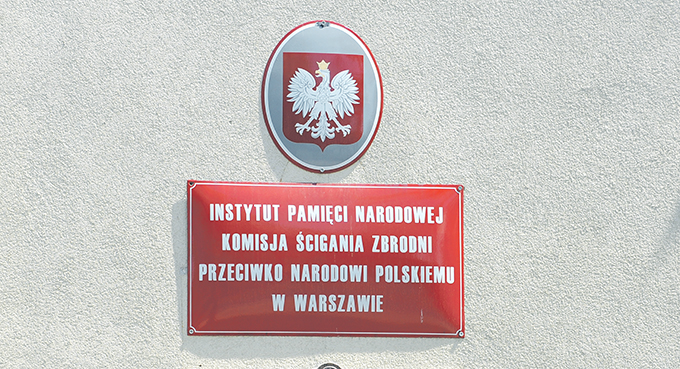 INSTYTUT PAMIĘCI NARODOWEJ
KOMISJA ŚCIGANIA ZBRODNI
PRZECIWKO NARODOWI POLSKIEMU
W WARSZAWIE